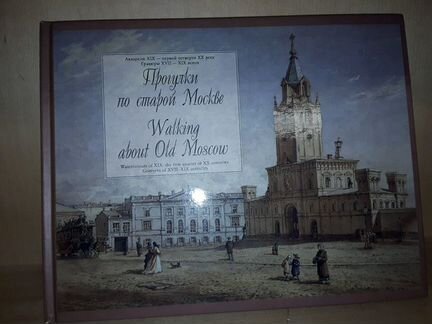 Акварели XIX – первой четверти XX века
Гравюры XVII – XIX веков
Прогулки
по старой Москве
Walking
about Old Moscow
Watercolours of XIX, the first quarter of XX centuries
Gravures of XVII–XIX centuries